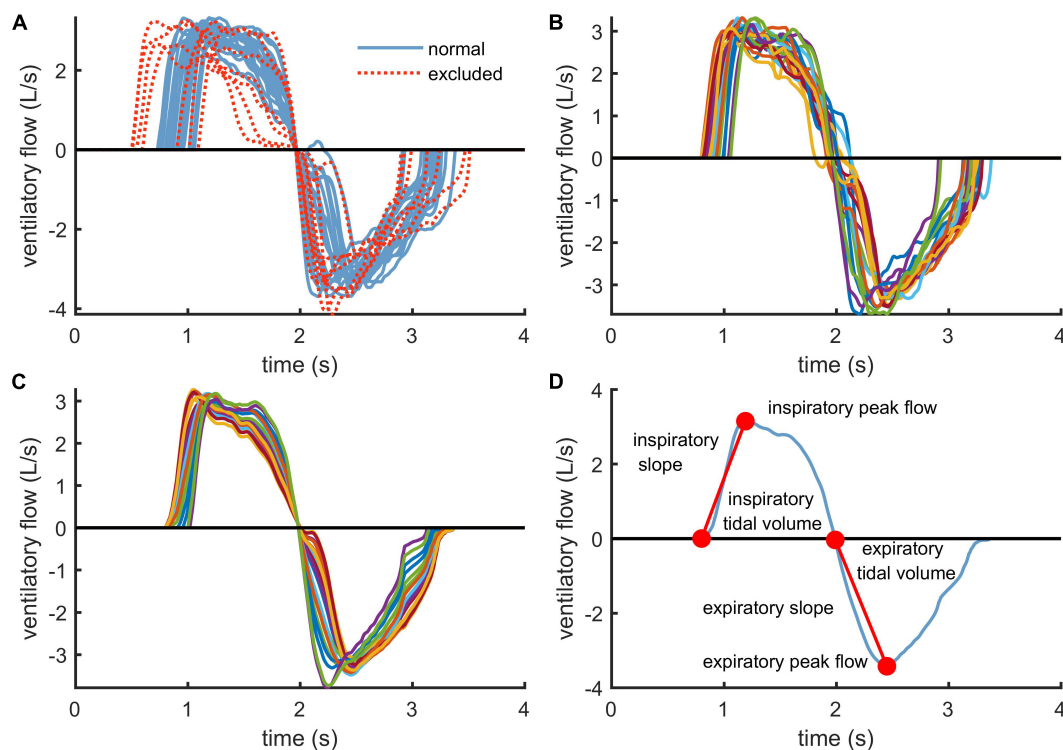 A
ventilatory flow (L/s)
2
0
-2
-4
0 1 2 3 4
time (s)
normal
excluded
B
ventilatory flow (L/s)
3
2
1
0
-1
-2
-3
0 1 2 3 4
time (s)
C
ventilatory flow (L/s)
3
2
1
0
-1
-2
-3
0 1 2 3 4
time (s)
D
ventilatory flow (L/s)
4
2
0
-2
-4
0 1 2 3 4
time (s)
inspiratory peak flow
inspiratory
slope
inspiratory
tidal volume
expiratory
tidal volume
expiratory slope
expiratory peak flow